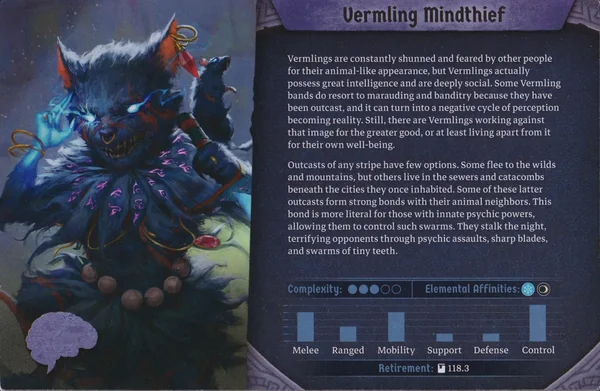 Vermling Mindthief
Vermlings are constantly shunned and feared by other people
for their animal-like appearance, but Vermlings actually
possess great intelligence and are deeply social. Some Vermling
bands do resort to marauding and banditry because they have
been outcast, and it can turn into a negative cycle of perception
becoming reality. Still, there are Vermlings working against
that image for the greater good, or at least living apart from it
for their own well-being.
Outcasts of any stripe have few options. Some flee to the wilds
and mountains, but others live in the sewers and catacombs
beneath the cities they once inhabited. Some of these latter
outcasts form strong bonds with their animal neighbors. This
bond is more literal for those with innate psychic powers,
allowing them to control such swarms. They stalk the night,
terrifying opponents through psychic assaults, sharp blades,
and swarms of tiny teeth.
Complexity: Elemental Affinities:
Melee Ranged Mobility Support Defense Control
Retirement: 118.3